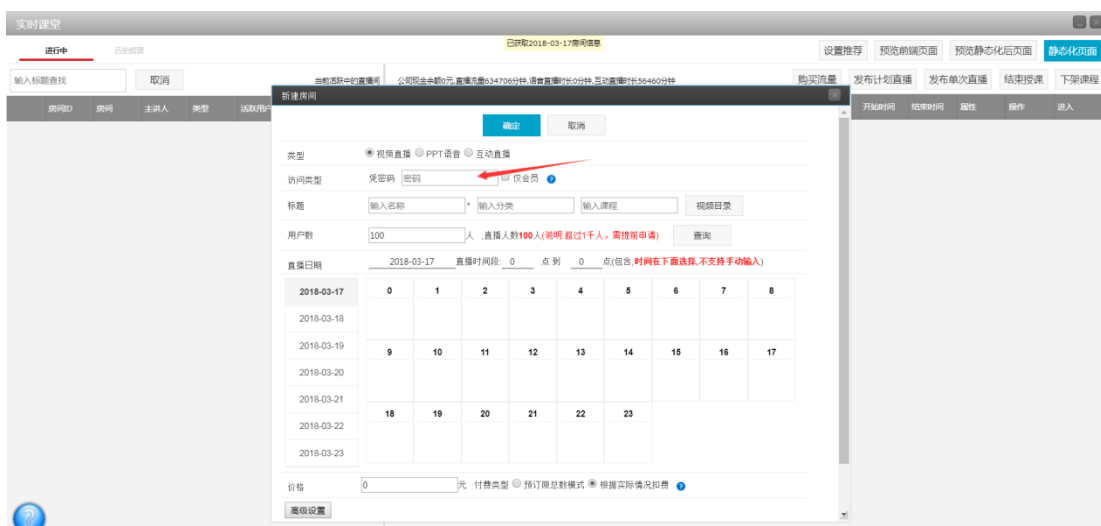 实时课堂
进行中 历史授课 已获取2018-03-17房间信息 设置推荐 预览前端页面 预览静态化后页面 静态化页面
输入标题查找 取消 当前活跃中的直播间 公司现金余额0元,直播流量634706分钟,语音直播时长0分钟,互动直播时长56460分钟 购买流量 发布计划直播 发布单次直播 结束授课 下架课程
房间ID 房间 主讲人 类型 活跃用户 开始时间 结束时间 属性 操作 进入
新建房间
确定 取消
类型 视频直播 PPT语音 互动直播
访问类型 凭密码 密码 仅会员 ?
标题 输入名称 * 输入分类 输入课程 视频目录
用户数 100 人 ,直播人数100人(说明:超过1千人，需提前申请) 查询
直播日期 2018-03-17 直播时间段: 0 点 到 0 点(包含,时间在下面选择,不支持手动输入)
2018-03-17 0 1 2 3 4 5 6 7 8
2018-03-18
2018-03-19 9 10 11 12 13 14 15 16 17
2018-03-20
2018-03-21
18 19 20 21 22 23
2018-03-22
2018-03-23
价格 0 元 付费类型 预订限总数模式 根据实际情况扣费 ?
高级设置
?